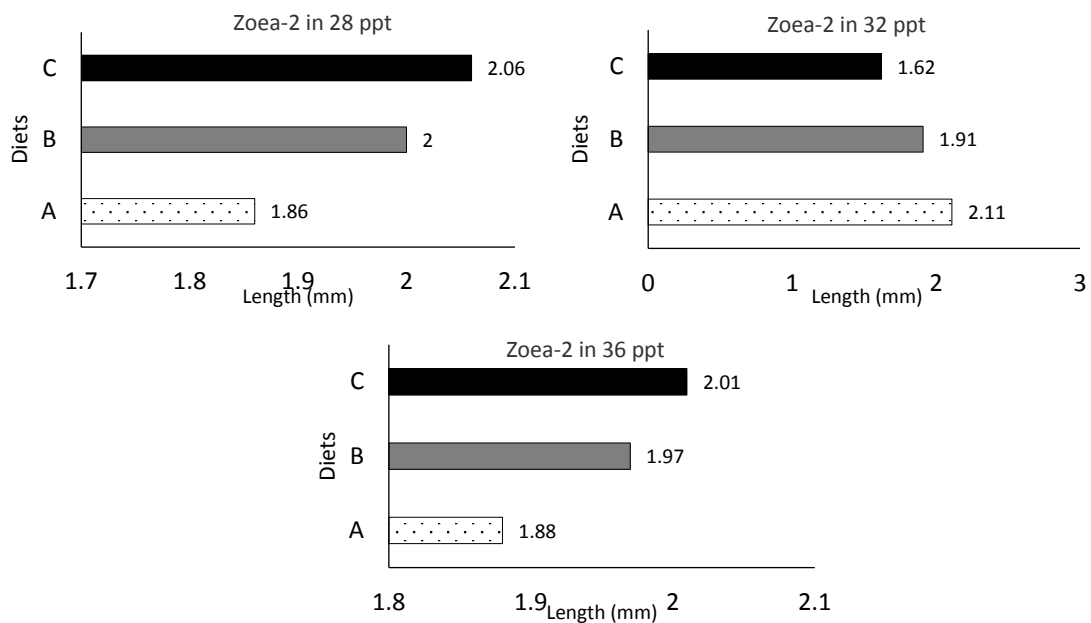 Zoea-2 in 28 ppt
C
2.06
Diets
B
2
A
1.86
1.7 1.8 1.9 2 2.1
Length (mm)
Zoea-2 in 32 ppt
C
1.62
Diets
B
1.91
A
2.11
0 1 2 3
Length (mm)
Zoea-2 in 36 ppt
C
2.01
Diets
B
1.97
A
1.88
1.8 1.9 2 2.1
Length (mm)